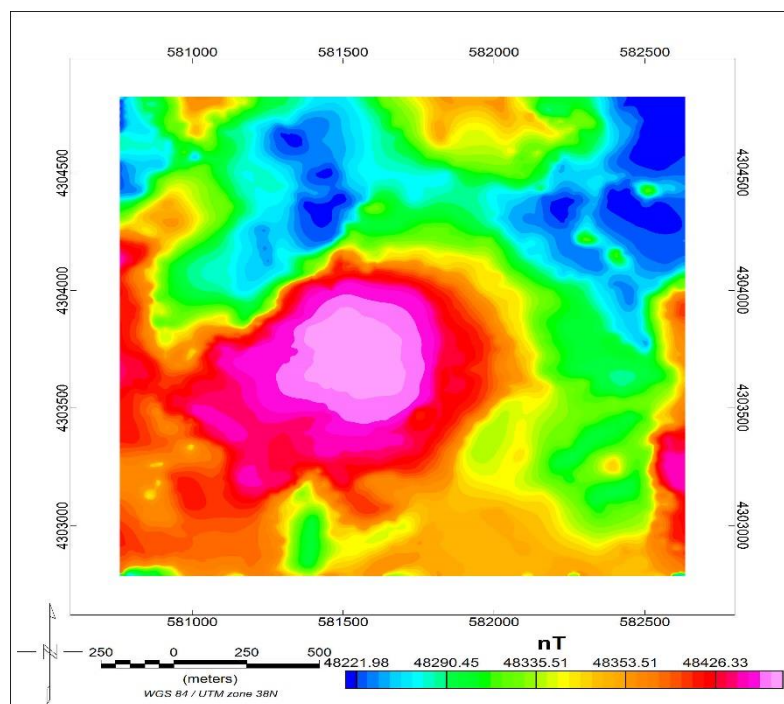 581000 581500 582000 582500
4304500 4304500
4304000 4304000
4303500 4303500
4303000 4303000
581000 581500 582000 582500
nT
250 0 250 500
48221.98 48290.45 48335.51 48353.51 48426.33
N
(meters)
WGS 84 / UTM zone 38N